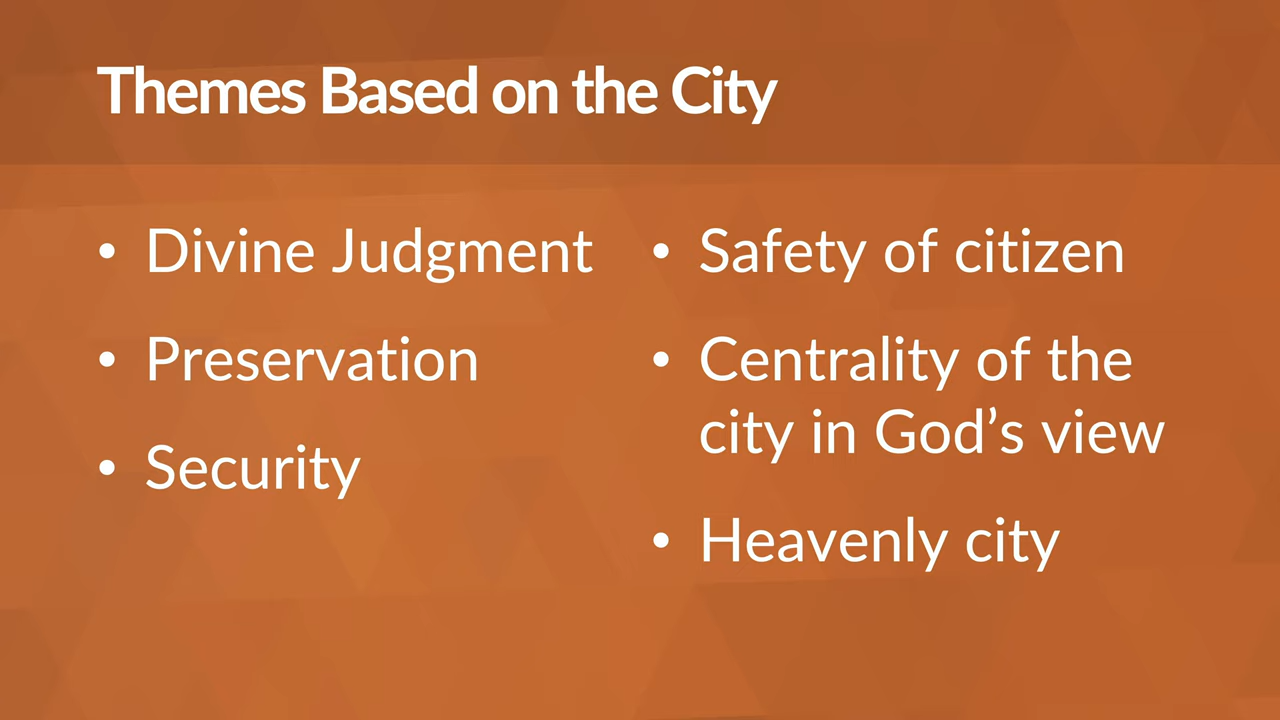 Themes Based on the City
• Divine Judgment
• Preservation
• Security
• Safety of citizen
• Centrality of the
city in God’s view
• Heavenly city